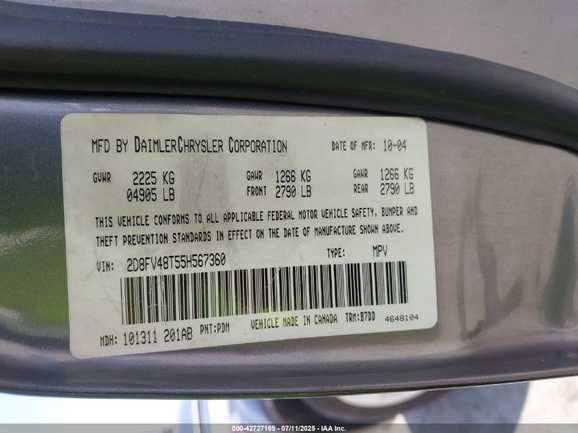 MFD BY DAIMLERCHRYSLER CORPORATION DATE OF MFR: 10-04
GVWR 2225 KG GAWR 1266 KG GAWR 1266 KG
04905 LB FRONT 2790 LB REAR 2790 LB
THIS VEHICLE CONFORMS TO ALL APPLICABLE FEDERAL MOTOR VEHICLE SAFETY, BUMPER AND
THEFT PREVENTION STANDARDS IN EFFECT ON THE DATE OF MANUFACTURE SHOWN ABOVE.
VIN: 2D8FV48T55H567360 TYPE: MPV
MDH: 101311 201AB PNT:PDM VEHICLE MADE IN CANADA TRM:B7DD 4648104
000-42727169 - 07/11/2025 - IAA Inc.